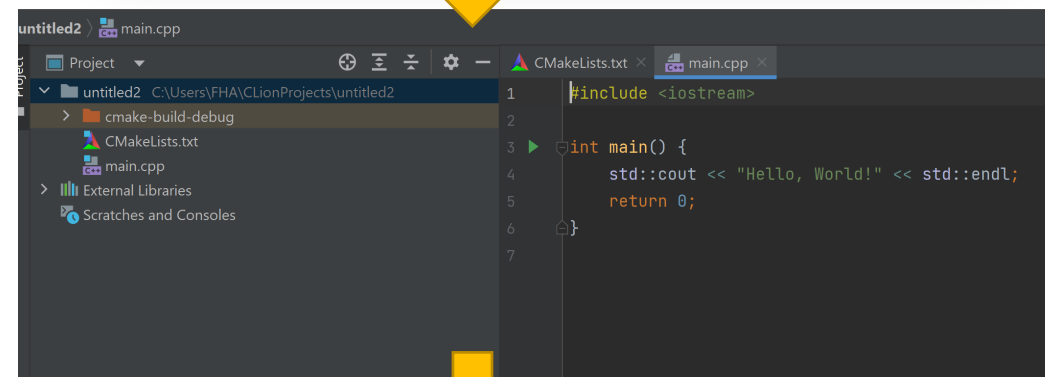 untitled2 〉 main.cpp
Project
Project
untitled2 C:\Users\FHA\CLionProjects\untitled2
cmake-build-debug
CMakeLists.txt
main.cpp
External Libraries
Scratches and Consoles
CMakeLists.txt × main.cpp ×
1 #include <iostream>
2
3 int main() {
4 std::cout << "Hello, World!" << std::endl;
5 return 0;
6 }
7